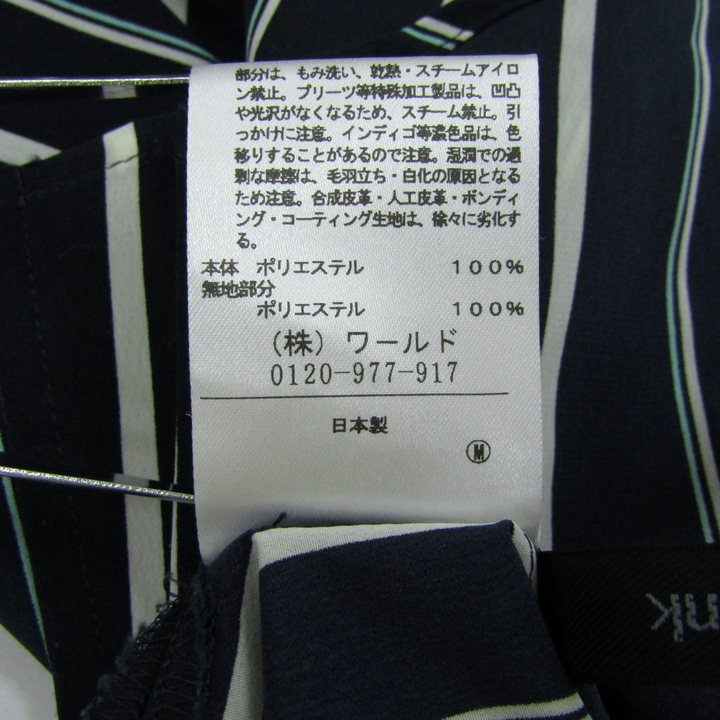 部分は、もみ洗い、乾熱・スチームアイロ
ン禁止。プリーツ等特殊加工製品は、凹凸
や光沢がなくなるため、スチーム禁止。引
っかけに注意。インディゴ等濃色品は、色
移りすることがあるので注意。湿潤での過
剰な摩擦は、毛羽立ち・白化の原因となる
ため注意。合成皮革・人工皮革・ボンディ
ング・コーティング生地は、徐々に劣化す
る。
本体 ポリエステル 100%
無地部分
ポリエステル 100%
(株) ワールド
0120-977-917
日本製
M